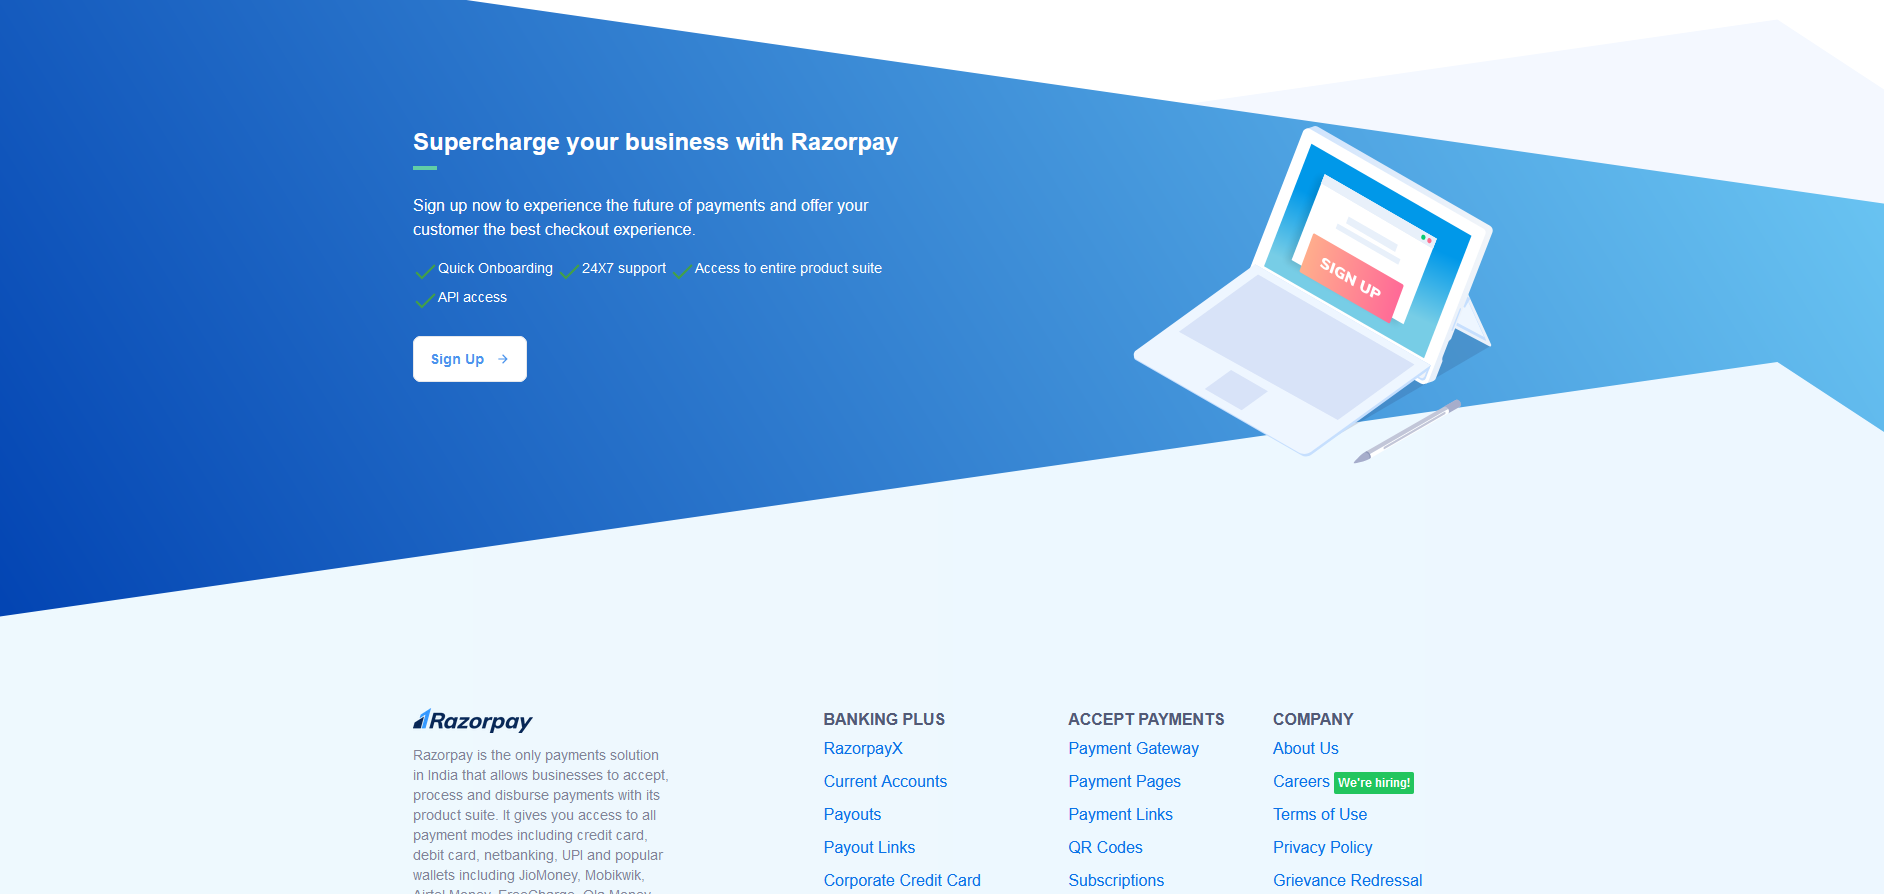 Supercharge your business with Razorpay
Sign up now to experience the future of payments and offer your
customer the best checkout experience.
Quick Onboarding 24X7 support Access to entire product suite
API access
Sign Up
SIGN UP
Razorpay
Razorpay is the only payments solution
in India that allows businesses to accept,
process and disburse payments with its
product suite. It gives you access to all
payment modes including credit card,
debit card, netbanking, UPI and popular
wallets including JioMoney, Mobikwik,
Airtel Money, FreeCharge, Ola Money,
BANKING PLUS
RazorpayX
Current Accounts
Payouts
Payout Links
Corporate Credit Card
ACCEPT PAYMENTS
Payment Gateway
Payment Pages
Payment Links
QR Codes
Subscriptions
COMPANY
About Us
Careers We're hiring!
Terms of Use
Privacy Policy
Grievance Redressal